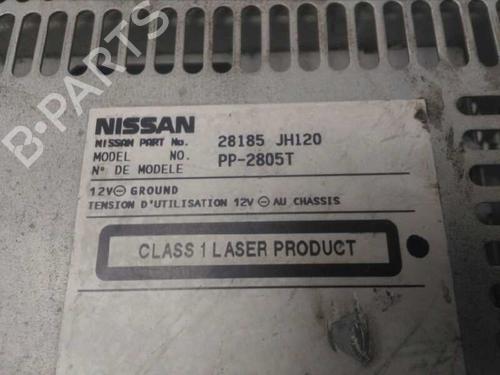 B-PARTS
NISSAN
NISSAN PART No. 28185 JH120
MODEL NO. PP-2805T
N° DE MODELE
12V⊖ GROUND
TENSION D'UTILISATION 12V⊖ AU CHASSIS
CLASS 1 LASER PRODUCT